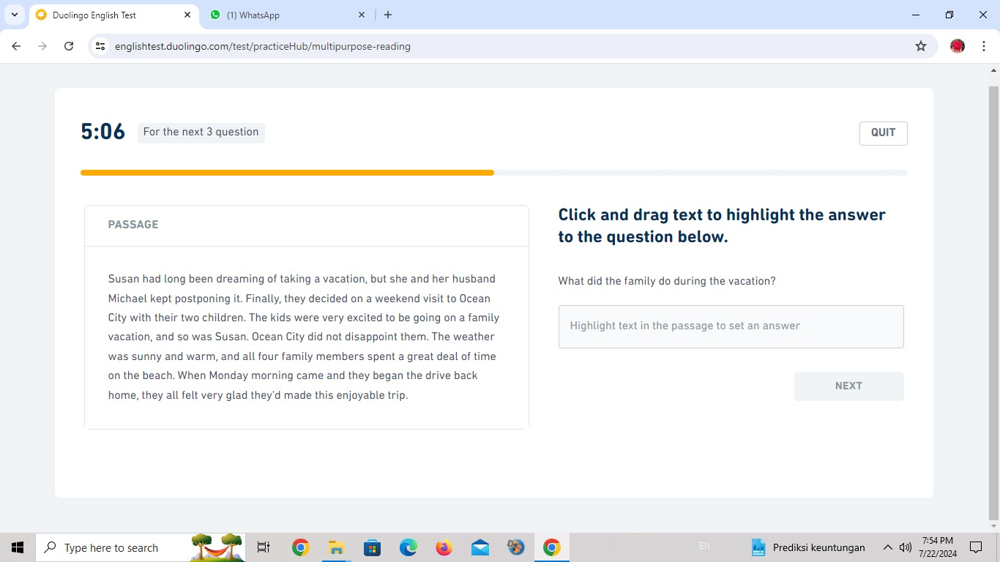 Duolingo English Test
(1) WhatsApp
englishtest.duolingo.com/test/practiceHub/multipurpose-reading
5:06
For the next 3 question
QUIT
PASSAGE
Susan had long been dreaming of taking a vacation, but she and her husband
Michael kept postponing it. Finally, they decided on a weekend visit to Ocean
City with their two children. The kids were very excited to be going on a family
vacation, and so was Susan. Ocean City did not disappoint them. The weather
was sunny and warm, and all four family members spent a great deal of time
on the beach. When Monday morning came and they began the drive back
home, they all felt very glad they'd made this enjoyable trip.
Click and drag text to highlight the answer
to the question below.
What did the family do during the vacation?
Highlight text in the passage to set an answer
NEXT
Type here to search
EN
Prediksi keuntungan
7:54 PM
7/22/2024